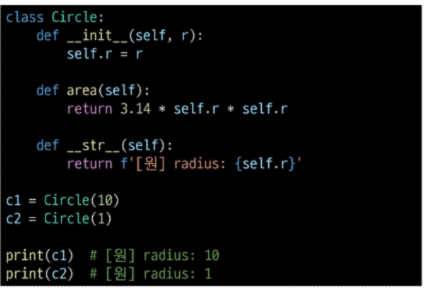 class Circle:
    def __init__(self, r):
        self.r = r

    def area(self):
        return 3.14 * self.r * self.r

    def __str__(self):
        return f'[원] radius: {self.r}'

c1 = Circle(10)
c2 = Circle(1)

print(c1)  # [원] radius: 10
print(c2)  # [원] radius: 1